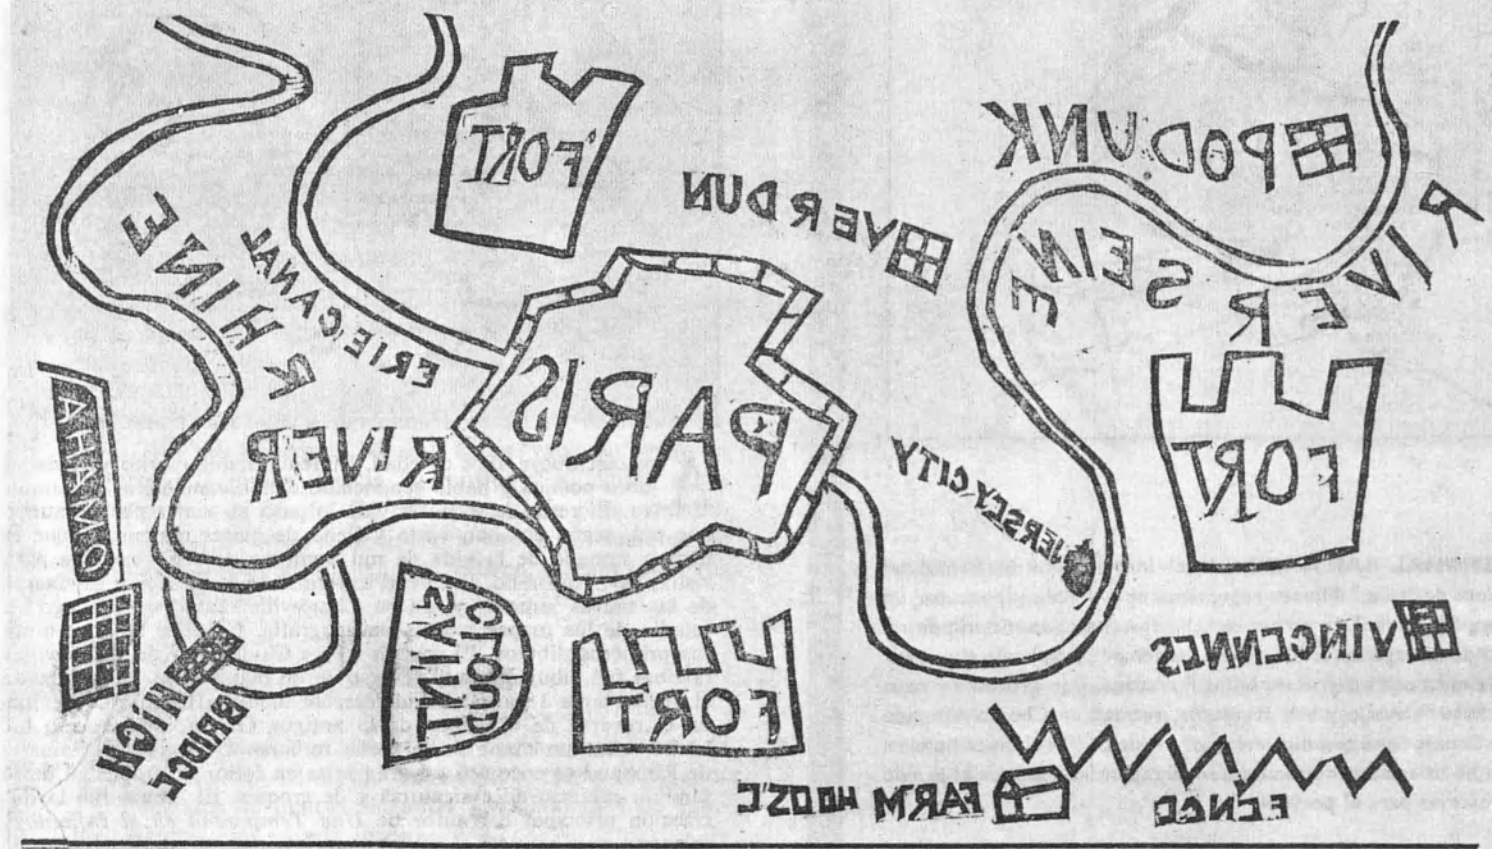 FORT
PODUNK
VERDUN
RIVER SEINE
RIVER RHINE
ERIE CANAL
PARIS
FORT
OMAHA
JERSEY CITY
VINCENNES
SAINT
CLOUD
FORT
HIGH
BRIDGE
FARM HOUSE
FENCE